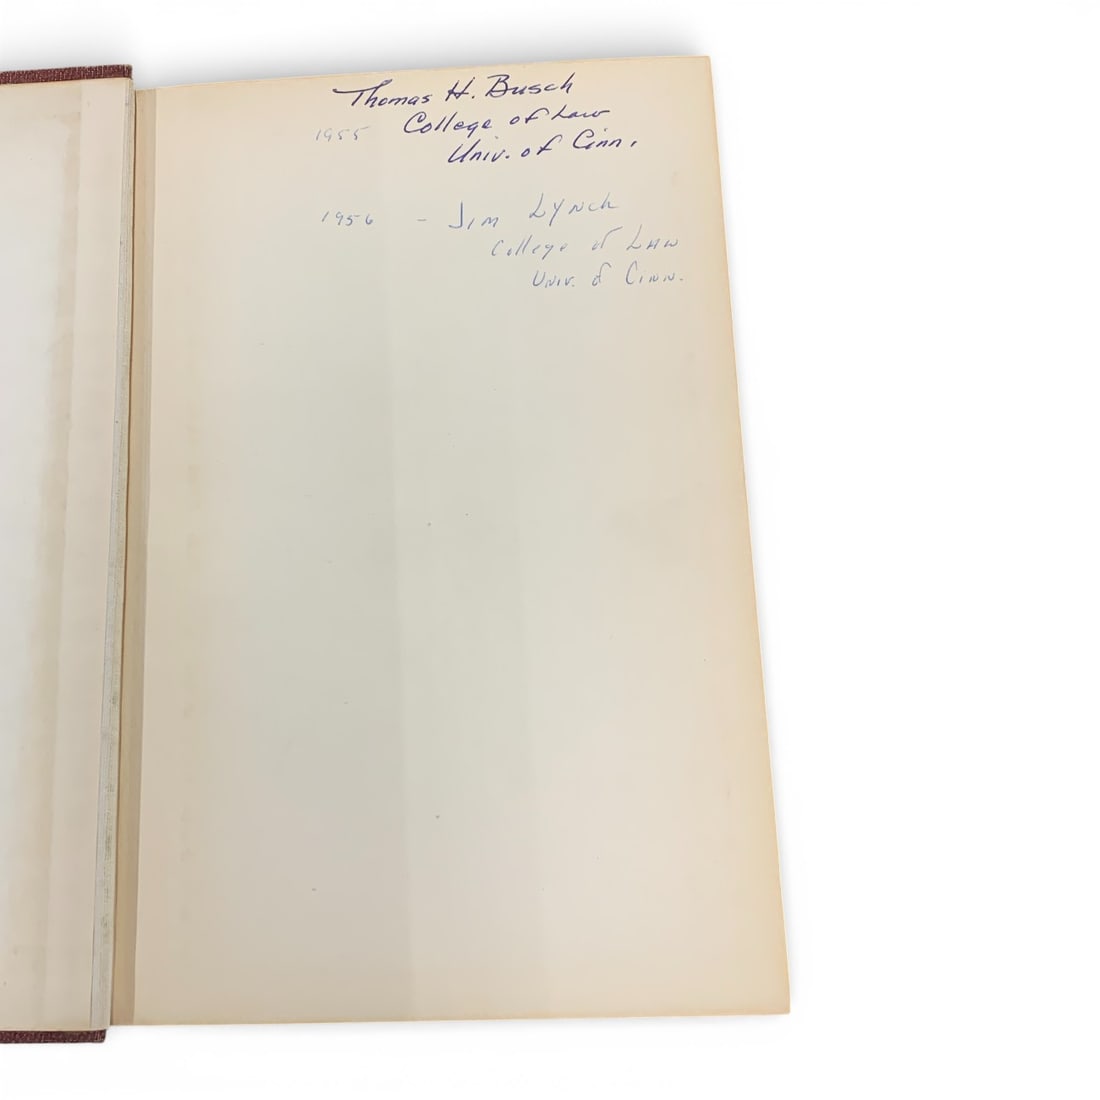 Thomas H. Busch
1955 College of Law
Univ. of Cinn.
1956 - Jim Lynch
College of Law
Univ. of Cinn.